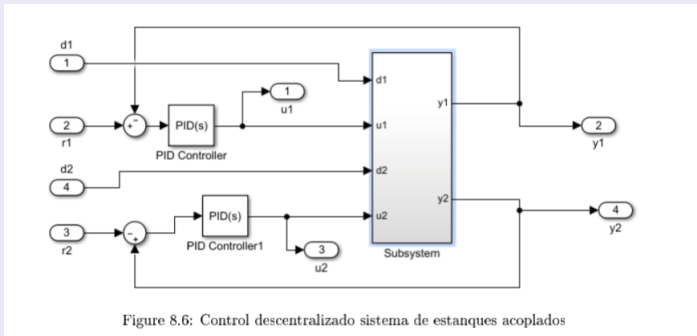 d1
1
d1
1
u1
y1
2
r1
PID(s)
PID Controller
u1
2
y1
d2
4
d2
3
r2
PID(s)
PID Controller1
3
u2
u2
y2
4
y2
Subsystem
Figure 8.6: Control descentralizado sistema de estanques acoplados